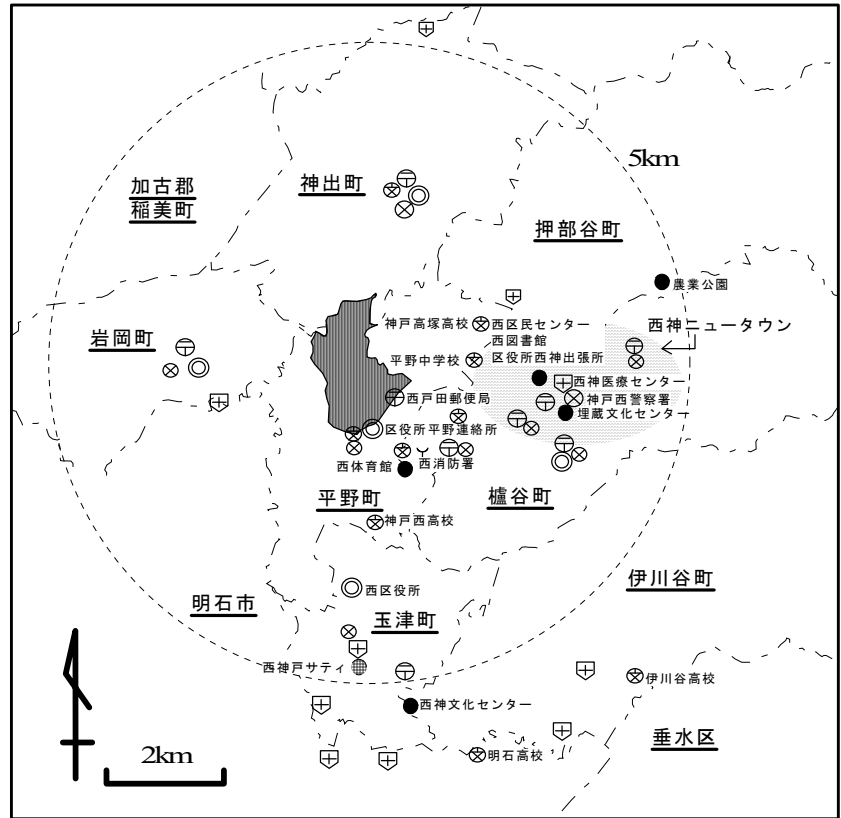 5km
加古郡
稲美町
神出町
押部谷町
農業公園
西神ニュータウン
神戸高塚高校
西区民センター
西図書館
区役所西神出張所
岩岡町
平野中学校
西神医療センター
西戸田郵便局
神戸西警察署
埋蔵文化センター
区役所平野連絡所
西体育館
西消防署
平野町
櫨谷町
神戸西高校
西区役所
伊川谷町
明石市
玉津町
西神戸サティ
伊川谷高校
西神文化センター
垂水区
明石高校
2km